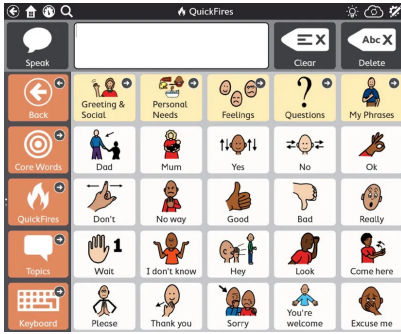 QuickFires
Speak
X
Clear
Abc X
Delete
Back
Greeting &
Social
Personal
Needs
Feelings
?
Questions
My Phrases
Core Words
Dad
Mum
Yes
No
Ok
QuickFires
Don't
No way
Good
Bad
Really
Topics
1
Wait
I don't know
Hey
Look
Come here
Keyboard
Please
Thank you
Sorry
You're
welcome
Excuse me